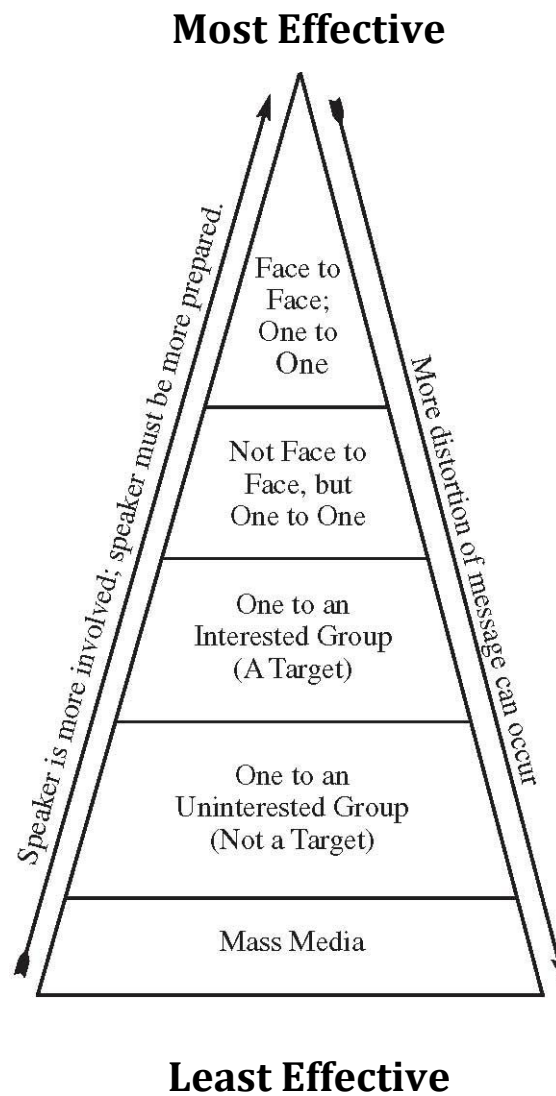 Most Effective
Speaker is more involved; speaker must be more prepared.
More distortion of message can occur
Face to
Face;
One to
One
Not Face to
Face, but
One to One
One to an
Interested Group
(A Target)
One to an
Uninterested Group
(Not a Target)
Mass Media
Least Effective